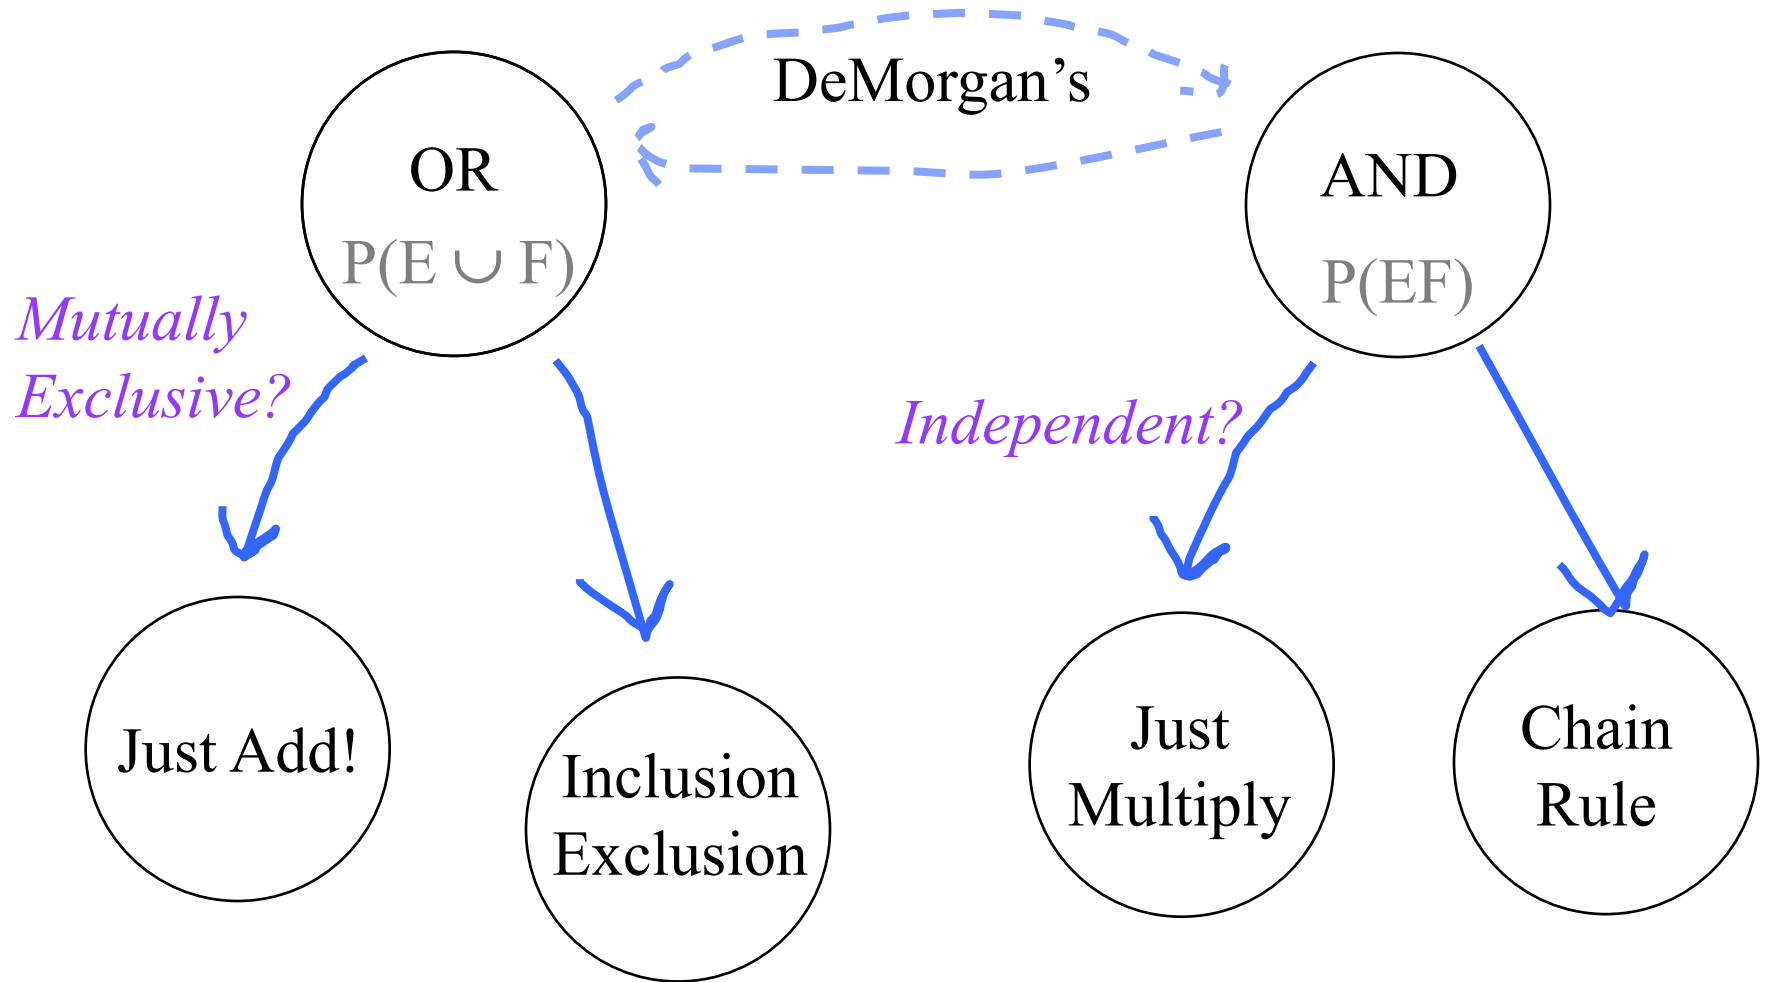 DeMorgan’s
OR
P(E ∪ F)
AND
P(EF)
Mutually
Exclusive?
Independent?
Just Add!
Inclusion
Exclusion
Just
Multiply
Chain
Rule